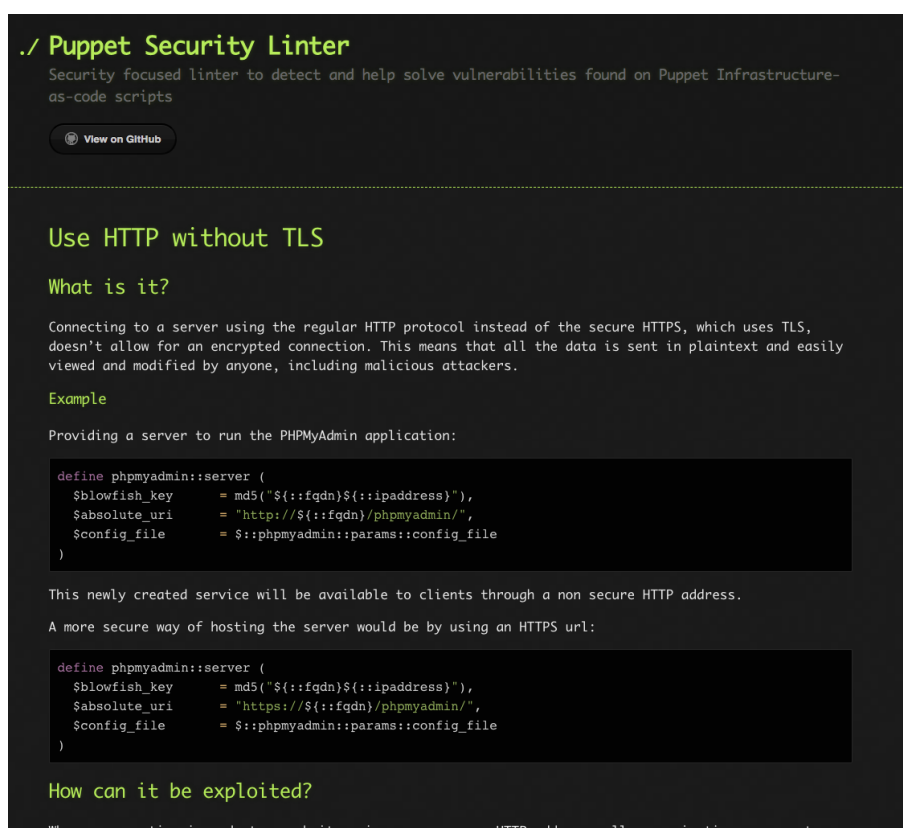 ./ Puppet Security Linter
Security focused linter to detect and help solve vulnerabilities found on Puppet Infrastructure-
as-code scripts
View on GitHub
Use HTTP without TLS
What is it?
Connecting to a server using the regular HTTP protocol instead of the secure HTTPS, which uses TLS,
doesn’t allow for an encrypted connection. This means that all the data is sent in plaintext and easily
viewed and modified by anyone, including malicious attackers.
Example
Providing a server to run the PHPMyAdmin application:
define phpmyadmin::server (
  $blowfish_key      = md5("${::fqdn}${::ipaddress}"),
  $absolute_uri      = "http://${::fqdn}/phpmyadmin/",
  $config_file       = $::phpmyadmin::params::config_file
)
This newly created service will be available to clients through a non secure HTTP address.
A more secure way of hosting the server would be by using an HTTPS url:
define phpmyadmin::server (
  $blowfish_key      = md5("${::fqdn}${::ipaddress}"),
  $absolute_uri      = "https://${::fqdn}/phpmyadmin/",
  $config_file       = $::phpmyadmin::params::config_file
)
How can it be exploited?